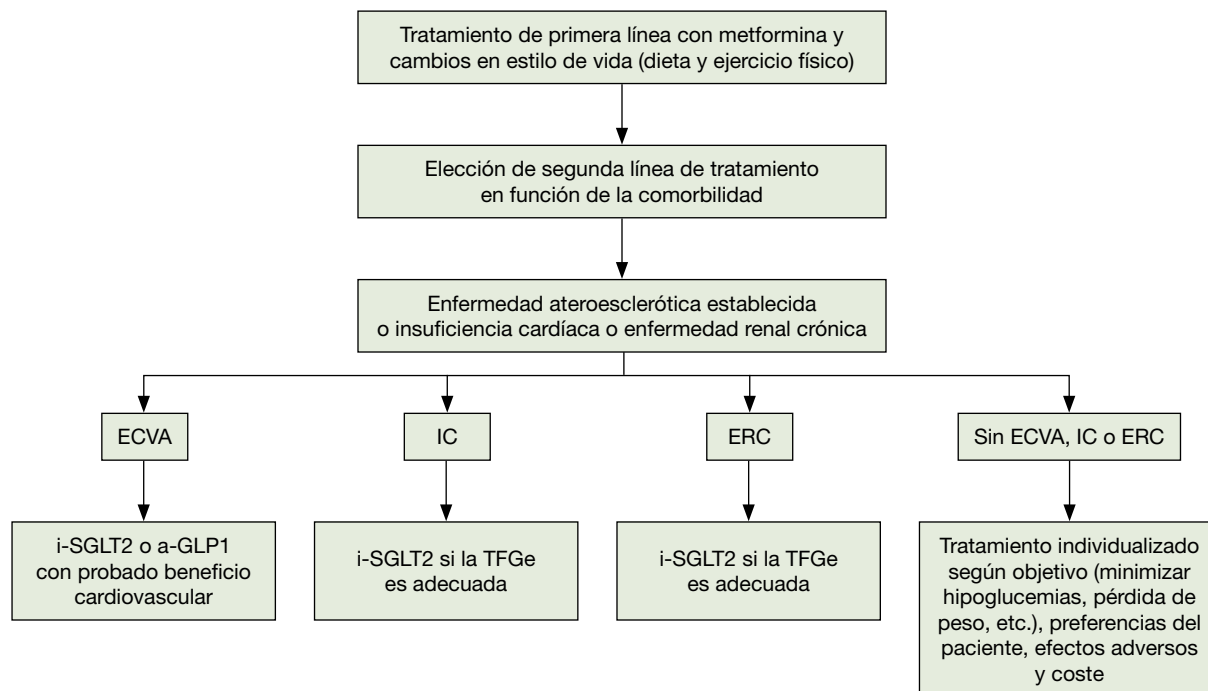 Tratamiento de primera línea con metformina y
cambios en estilo de vida (dieta y ejercicio físico)
Elección de segunda línea de tratamiento
en función de la comorbilidad
Enfermedad ateroesclerótica establecida
o insuficiencia cardíaca o enfermedad renal crónica
ECVA
IC
ERC
Sin ECVA, IC o ERC
i-SGLT2 o a-GLP1
con probado beneficio
cardiovascular
i-SGLT2 si la TFGe
es adecuada
i-SGLT2 si la TFGe
es adecuada
Tratamiento individualizado
según objetivo (minimizar
hipoglucemias, pérdida de
peso, etc.), preferencias del
paciente, efectos adversos
y coste